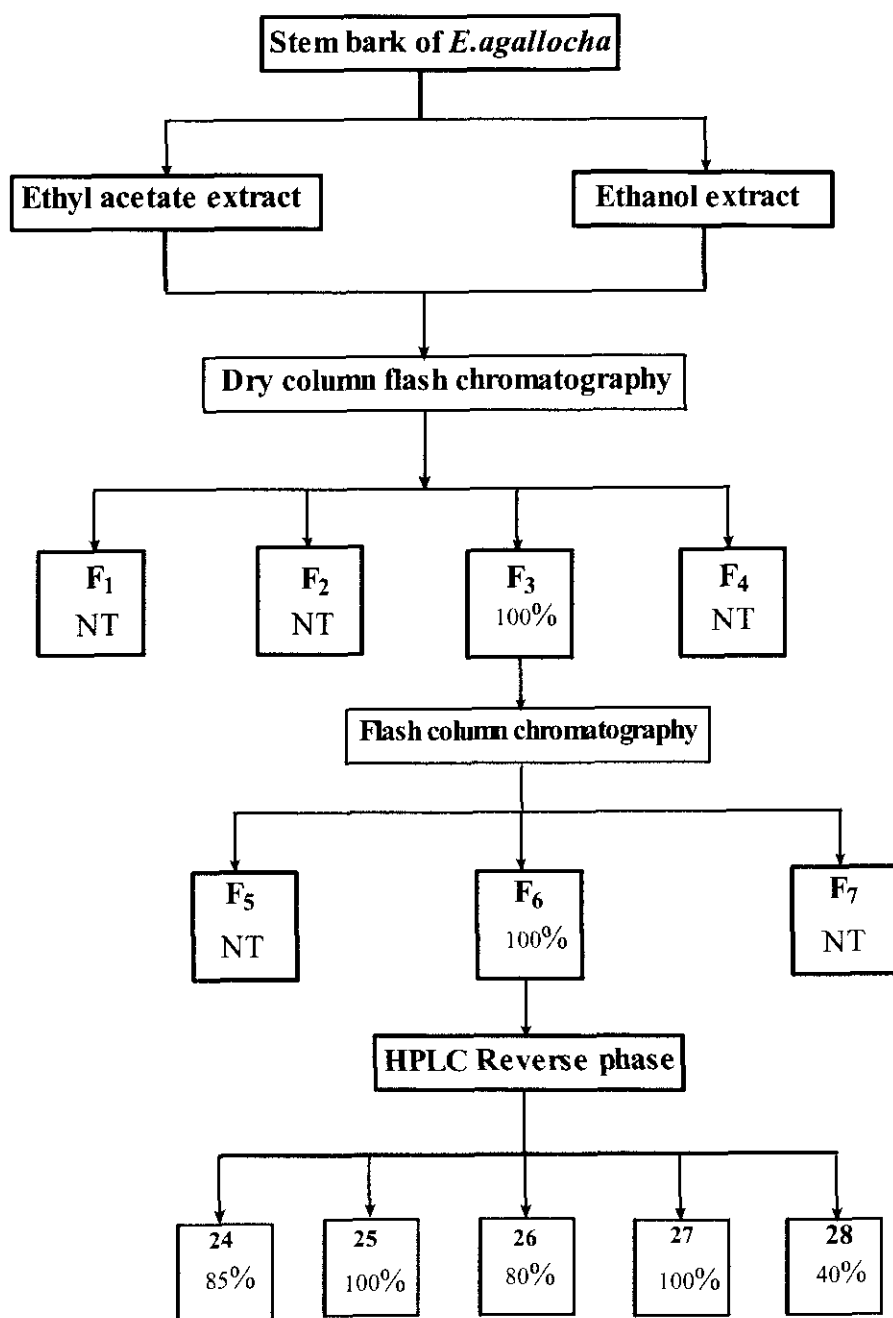 Stem bark of E.agallocha
Ethyl acetate extract
Ethanol extract
Dry column flash chromatography
F₁
NT
F₂
NT
F₃
100%
F₄
NT
Flash column chromatography
F₅
NT
F₆
100%
F₇
NT
HPLC Reverse phase
24
85%
25
100%
26
80%
27
100%
28
40%